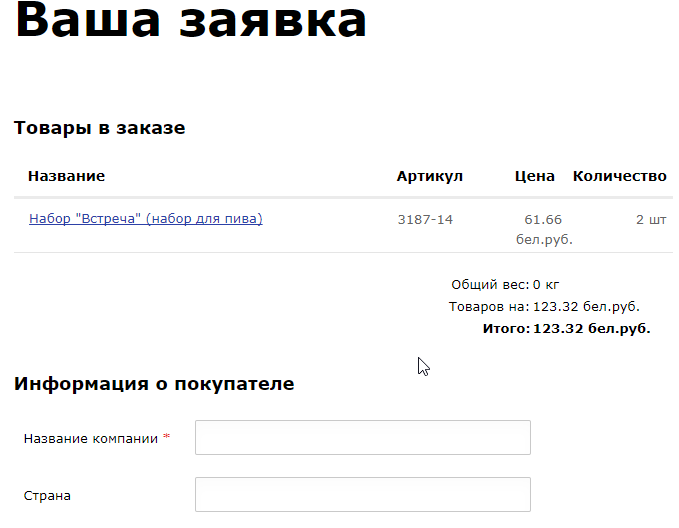 Ваша заявка
Товары в заказе
Название Артикул Цена Количество
Набор "Встреча" (набор для пива) 3187-14 61.66 2 шт
бел.руб.
Общий вес: 0 кг
Товаров на: 123.32 бел.руб.
Итого: 123.32 бел.руб.
Информация о покупателе
Название компании *
Страна